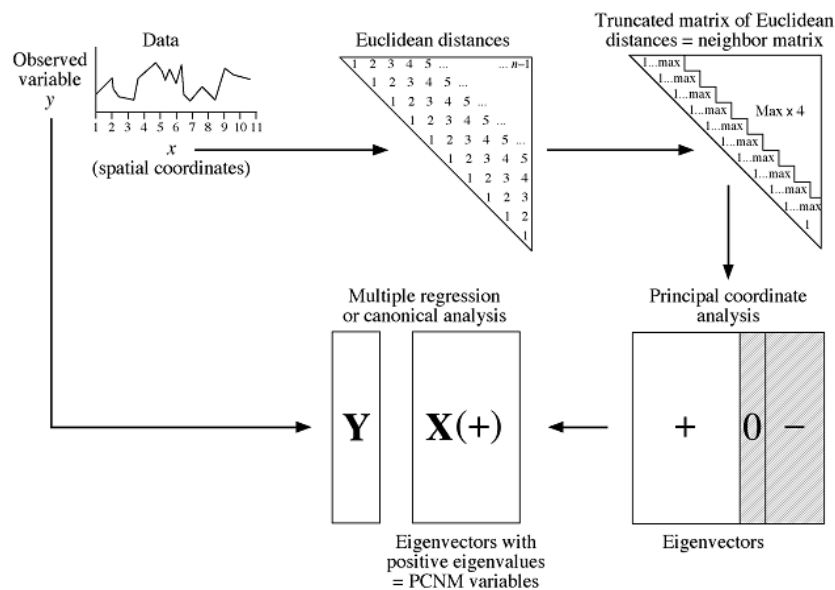 Data
Observed
variable
y
1 2 3 4 5 6 7 8 9 10 11
x
(spatial coordinates)
Euclidean distances
1 2 3 4 5 ... ... n–1
1 2 3 4 5 ...
1 2 3 4 5 ...
1 2 3 4 5 ...
1 2 3 4 5 ...
1 2 3 4 5
1 2 3 4
1 2 3
1 2
1
Truncated matrix of Euclidean
distances = neighbor matrix
1...max
1...max
1...max
1...max
1...max
1...max
1...max
1...max
1...max
1
Max x 4
Multiple regression
or canonical analysis
Y
X(+)
Eigenvectors with
positive eigenvalues
= PCNM variables
Principal coordinate
analysis
+ 0 –
Eigenvectors